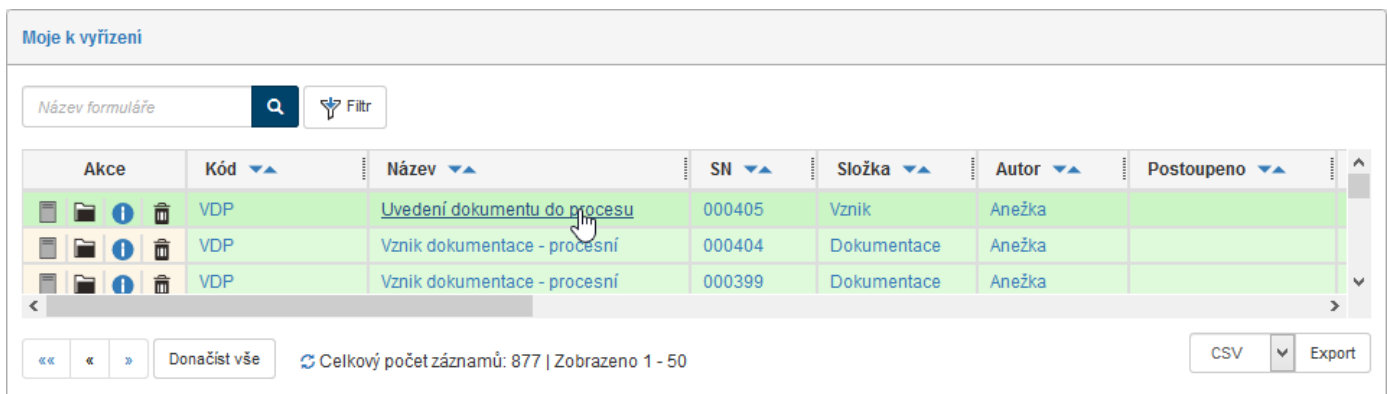 Moje k vyřízení
Název formuláře Filtr
Akce Kód Název SN Složka Autor Postoupeno
VDP Uvedení dokumentu do procesu 000405 Vznik Anežka
VDP Vznik dokumentace - procesní 000404 Dokumentace Anežka
VDP Vznik dokumentace - procesní 000399 Dokumentace Anežka
«« « » Donačíst vše Celkový počet záznamů: 877 | Zobrazeno 1 - 50 CSV Export